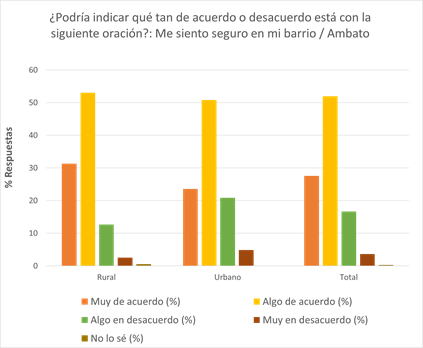 ¿Podría indicar qué tan de acuerdo o desacuerdo está con la
siguiente oración?: Me siento seguro en mi barrio / Ambato
60
50
40
30
20
10
0
% Respuestas
Rural
Urbano
Total
Muy de acuerdo (%)
Algo de acuerdo (%)
Algo en desacuerdo (%)
Muy en desacuerdo (%)
No lo sé (%)